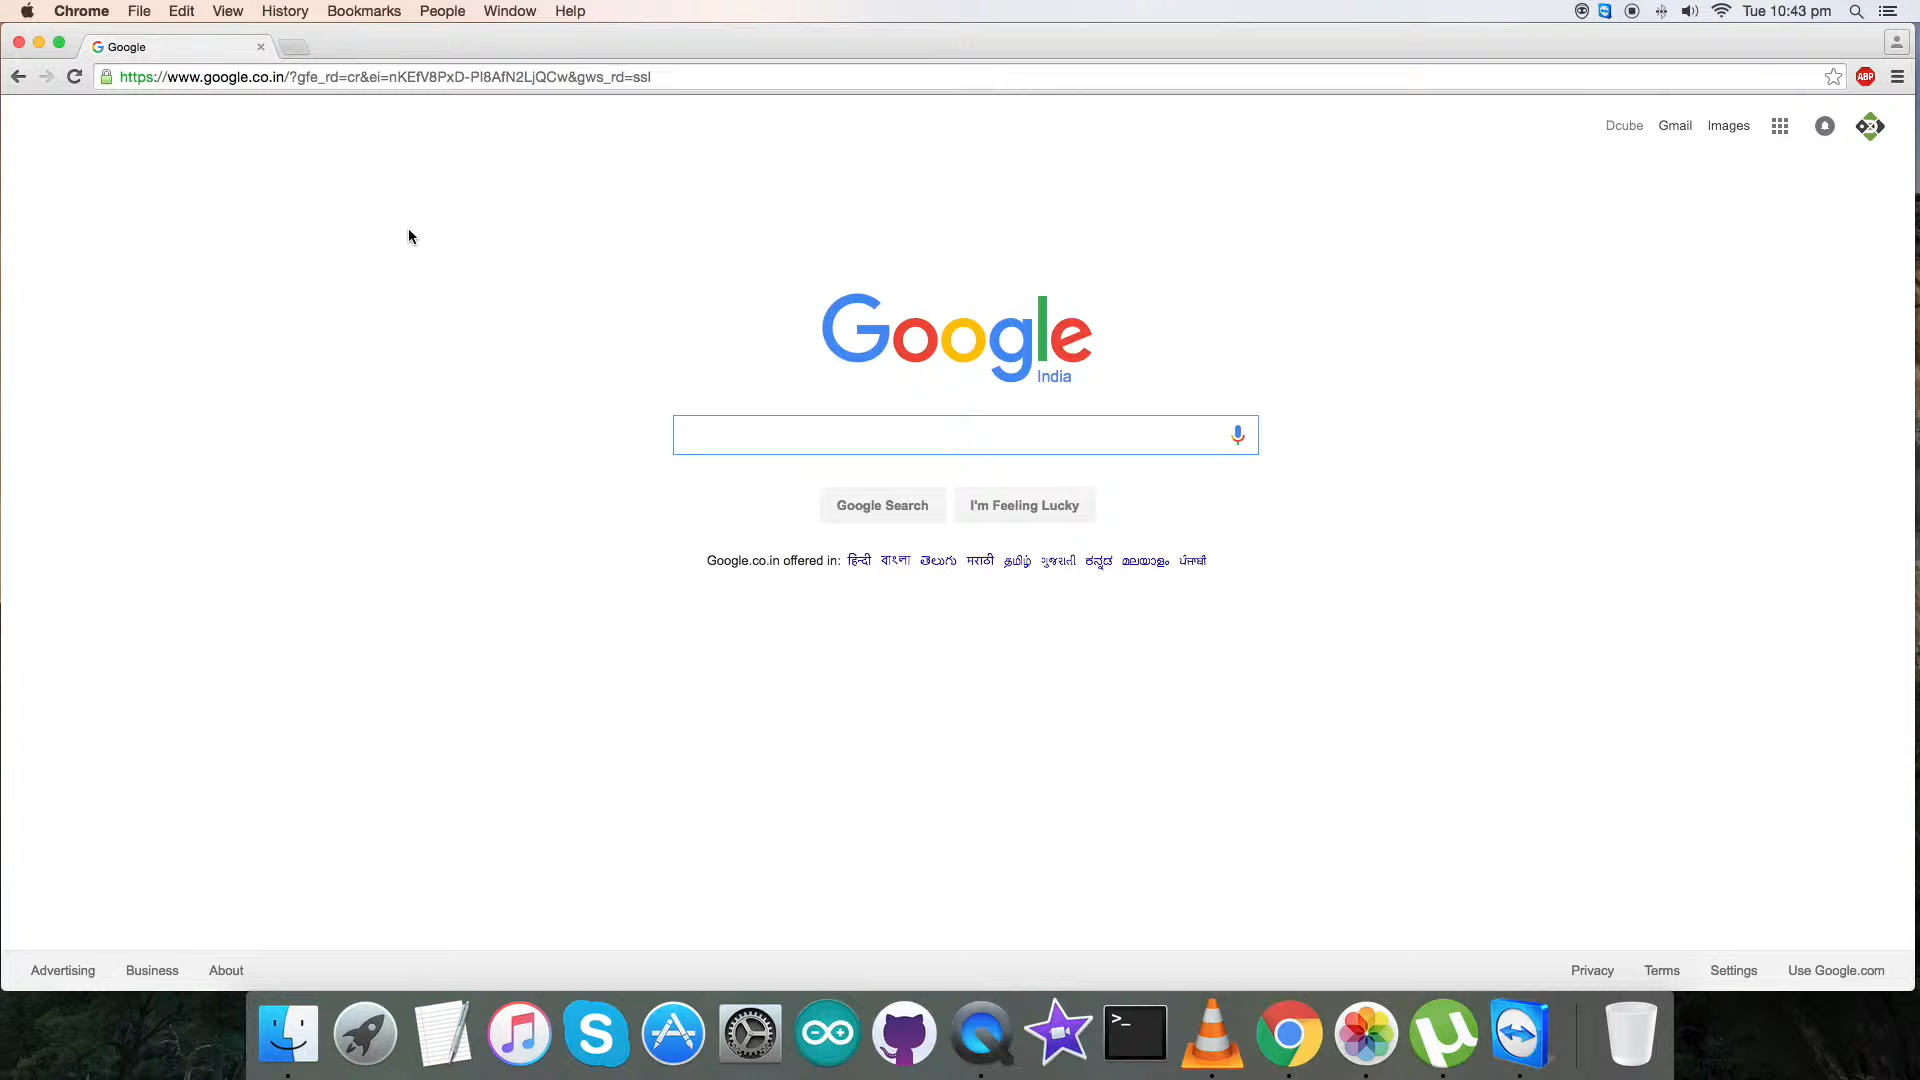 Chrome File Edit View History Bookmarks People Window Help Tue 10:43 pm
Google
https://www.google.co.in/?gfe_rd=cr&ei=nKEfV8PxD-Pl8AfN2LjQCw&gws_rd=ssl
ABP
Dcube Gmail Images
Google
India
Google Search I'm Feeling Lucky
Google.co.in offered in: हिन्दी বাংলা తెలుగు मराठी தமிழ் ગુજરાતી ಕನ್ನಡ മലയാളം ਪੰਜਾਬੀ
Advertising Business About Privacy Terms Settings Use Google.com